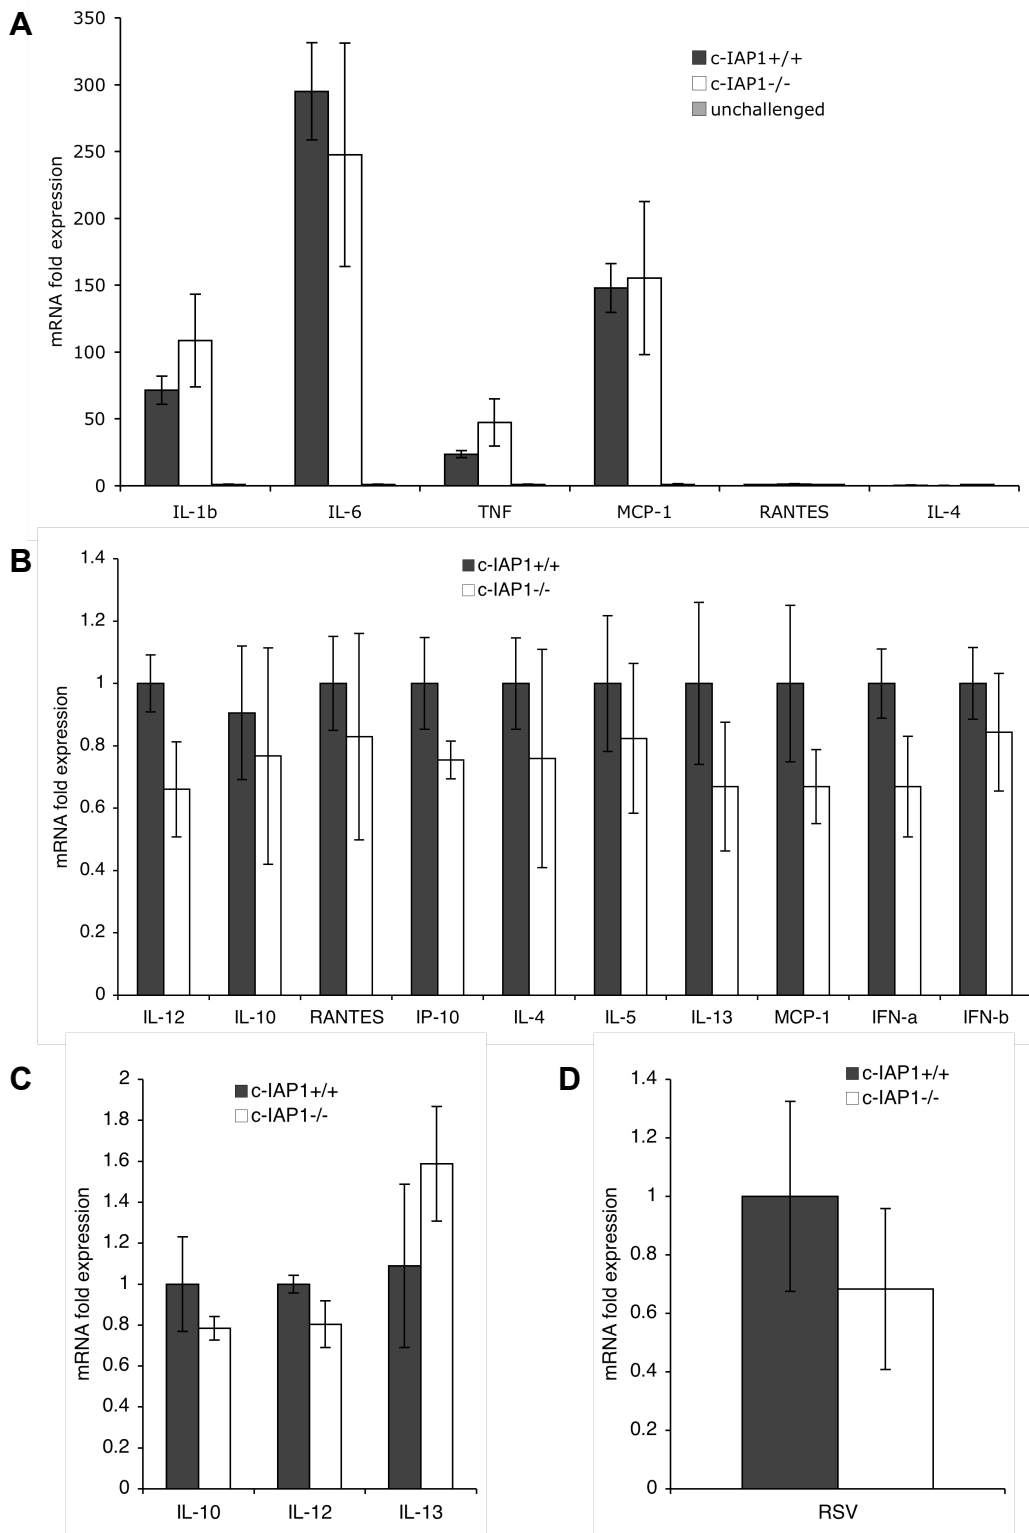 A
350
300
250
200
150
100
50
0
mRNA fold expression
c-IAP1+/+
c-IAP1-/-
unchallenged
IL-1b IL-6 TNF MCP-1 RANTES IL-4
B
1.4
1.2
1
0.8
0.6
0.4
0.2
0
mRNA fold expression
c-IAP1+/+
c-IAP1-/-
IL-12 IL-10 RANTES IP-10 IL-4 IL-5 IL-13 MCP-1 IFN-a IFN-b
C
2
1.8
1.6
1.4
1.2
1
0.8
0.6
0.4
0.2
0
mRNA fold expression
c-IAP1+/+
c-IAP1-/-
IL-10 IL-12 IL-13
D
1.4
1.2
1
0.8
0.6
0.4
0.2
0
mRNA fold expression
c-IAP1+/+
c-IAP1-/-
RSV